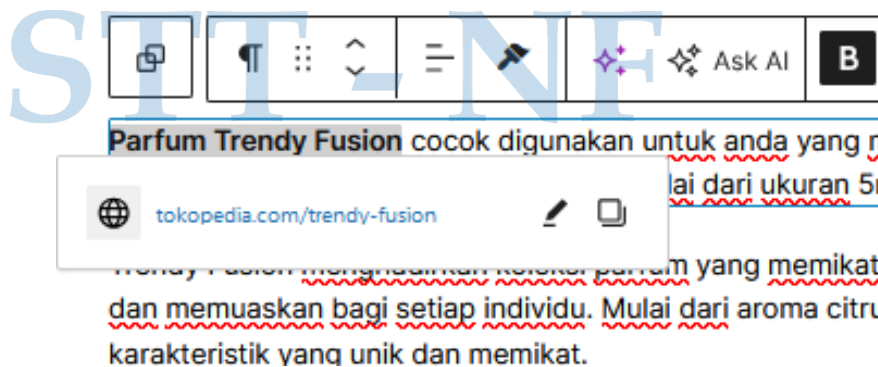 STT - NF
Ask AI B
Parfum Trendy Fusion cocok digunakan untuk anda yang
tokopedia.com/trendy-fusion
lai dari ukuran
Trendy Fusion menghadirkan koleksi parfum yang memikat
dan memuaskan bagi setiap individu. Mulai dari aroma citru
karakteristik yang unik dan memikat.